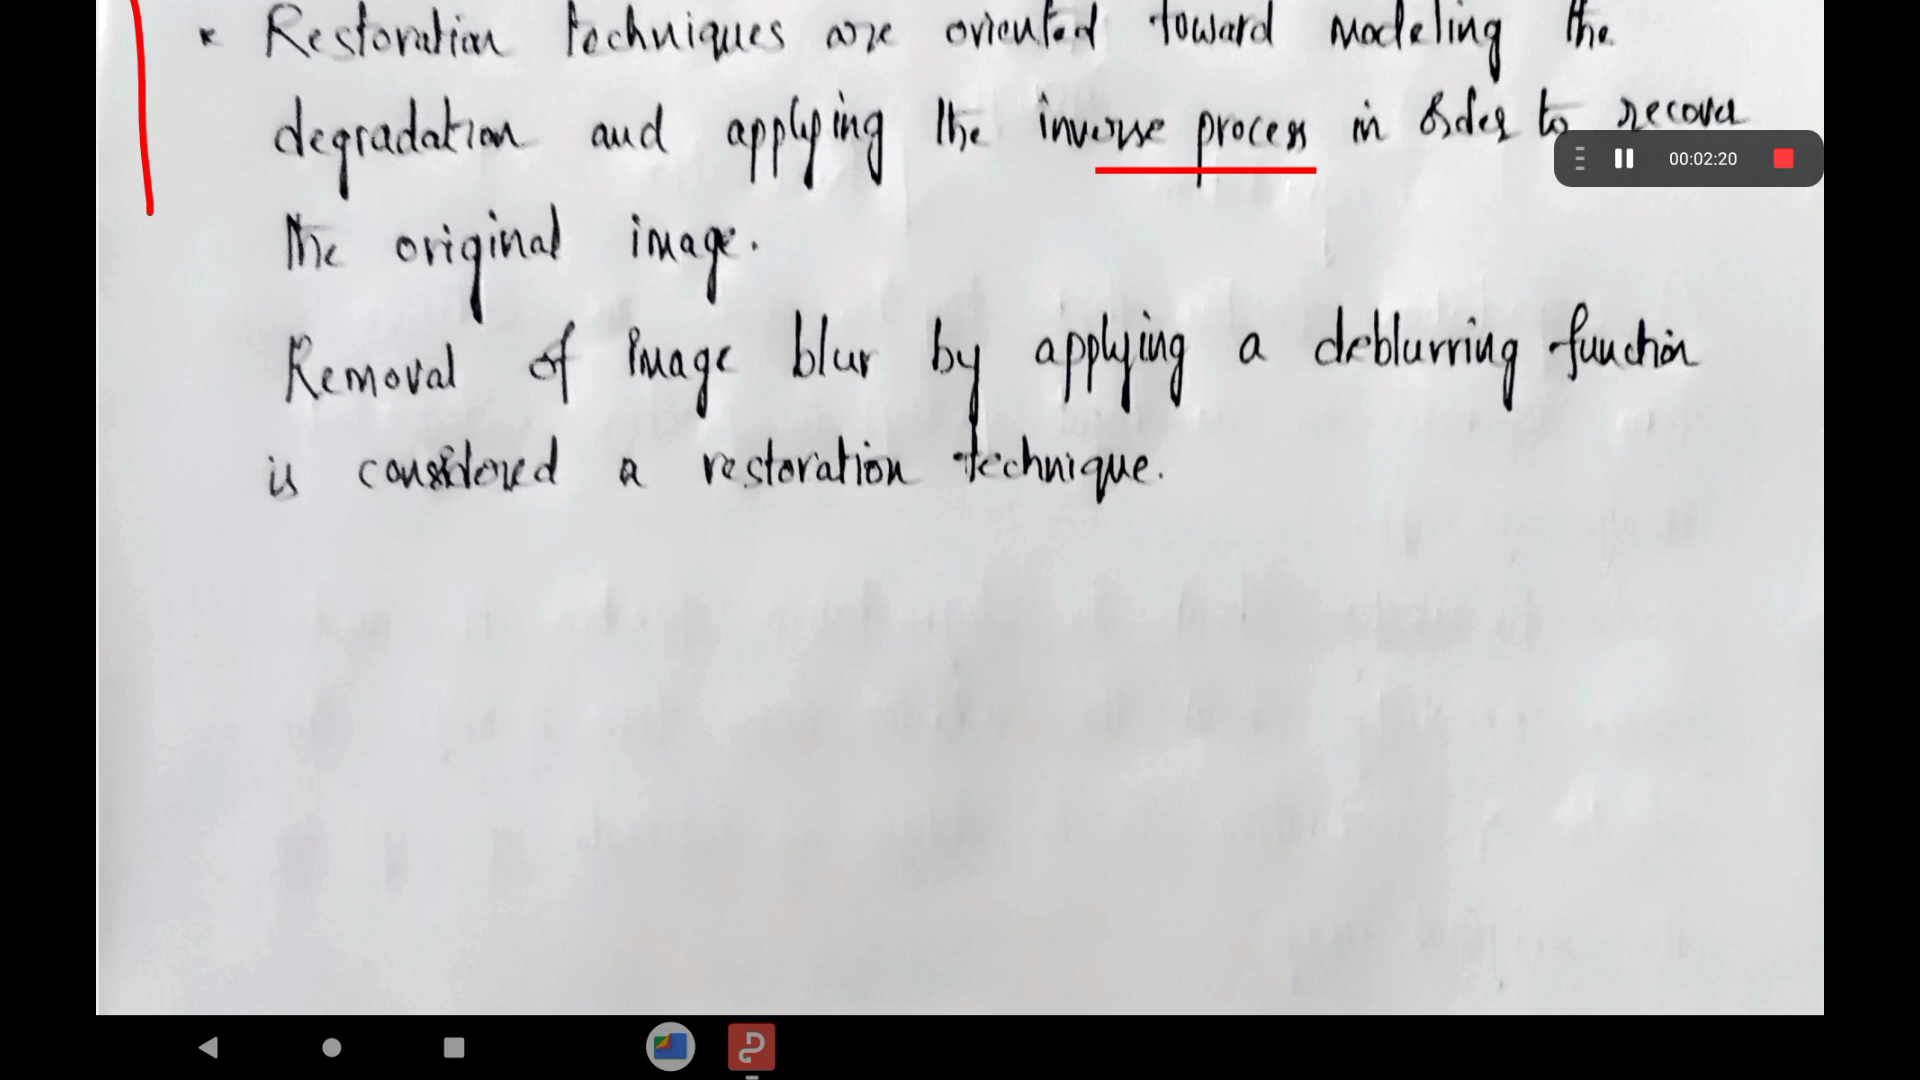 * Restoration techniques are oriented toward modeling the
degradation and applying the inverse process in order to recover
00:02:20
the original image.
Removal of image blur by applying a deblurring function
is considered a restoration technique.